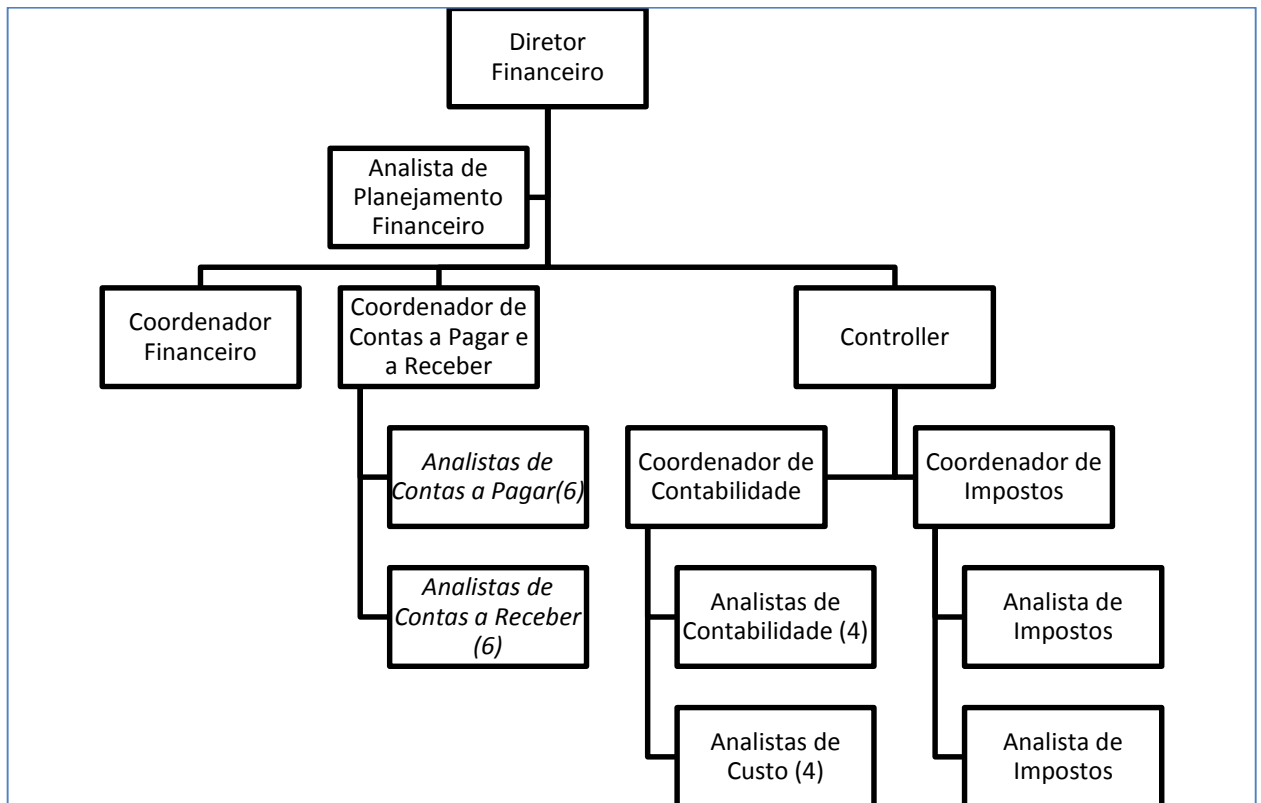 Diretor
Financeiro
Analista de
Planejamento
Financeiro
Coordenador
Financeiro
Coordenador de
Contas a Pagar e
a Receber
Controller
Analistas de
Contas a Pagar(6)
Analistas de
Contas a Receber
(6)
Coordenador de
Contabilidade
Coordenador de
Impostos
Analistas de
Contabilidade (4)
Analista de
Impostos
Analistas de
Custo (4)
Analista de
Impostos